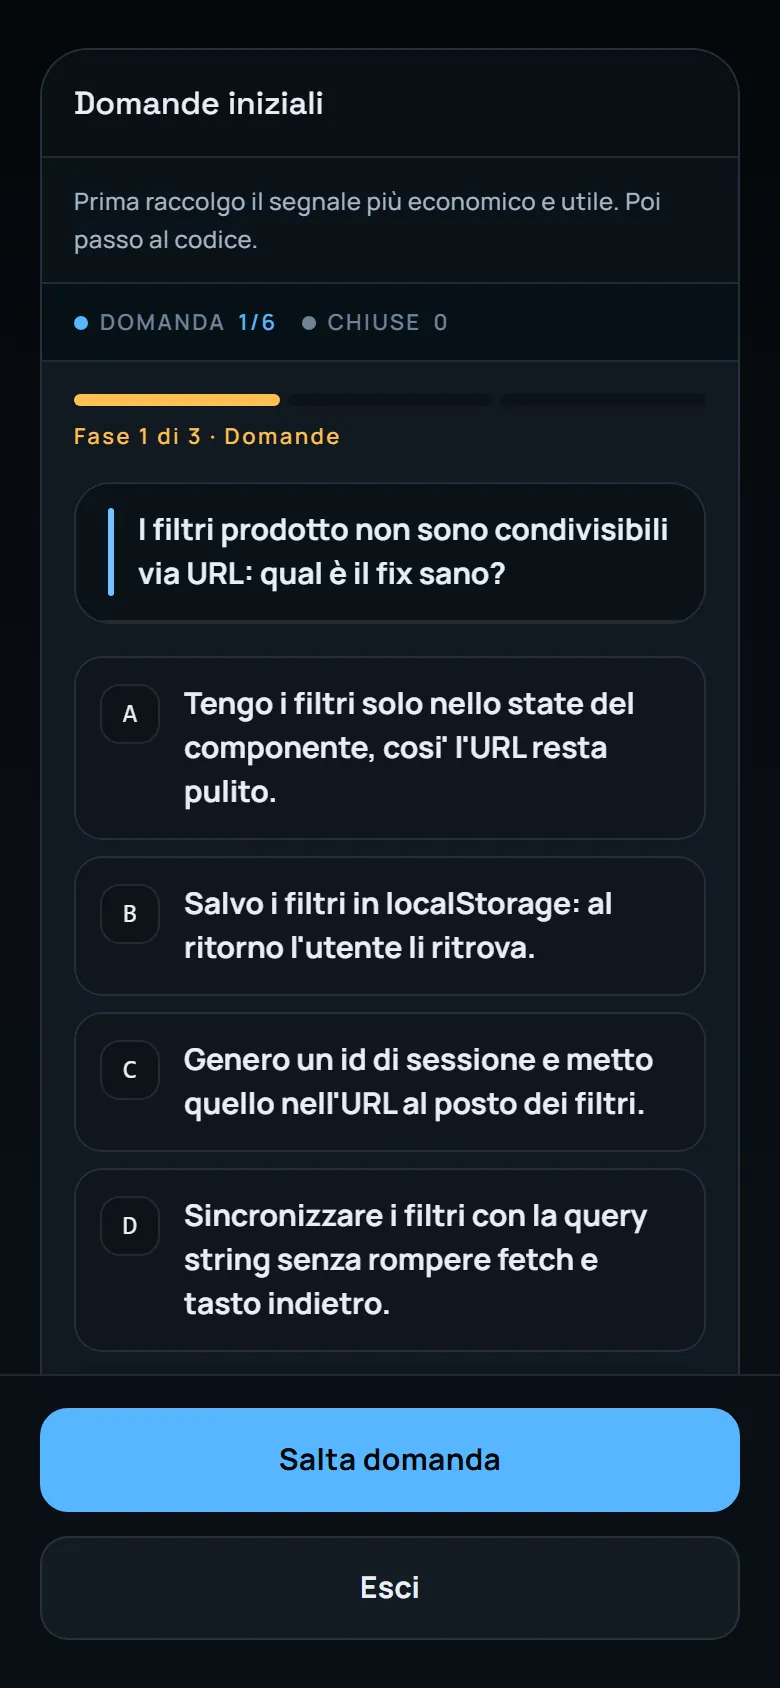 Domande iniziali
Prima raccolgo il segnale più economico e utile. Poi
passo al codice.
DOMANDA 1/6 CHIUSE 0
Fase 1 di 3 · Domande
I filtri prodotto non sono condivisibili
via URL: qual è il fix sano?
A
Tengo i filtri solo nello state del
componente, cosi' l'URL resta
pulito.
B
Salvo i filtri in localStorage: al
ritorno l'utente li ritrova.
C
Genero un id di sessione e metto
quello nell'URL al posto dei filtri.
D
Sincronizzare i filtri con la query
string senza rompere fetch e
tasto indietro.
Salta domanda
Esci